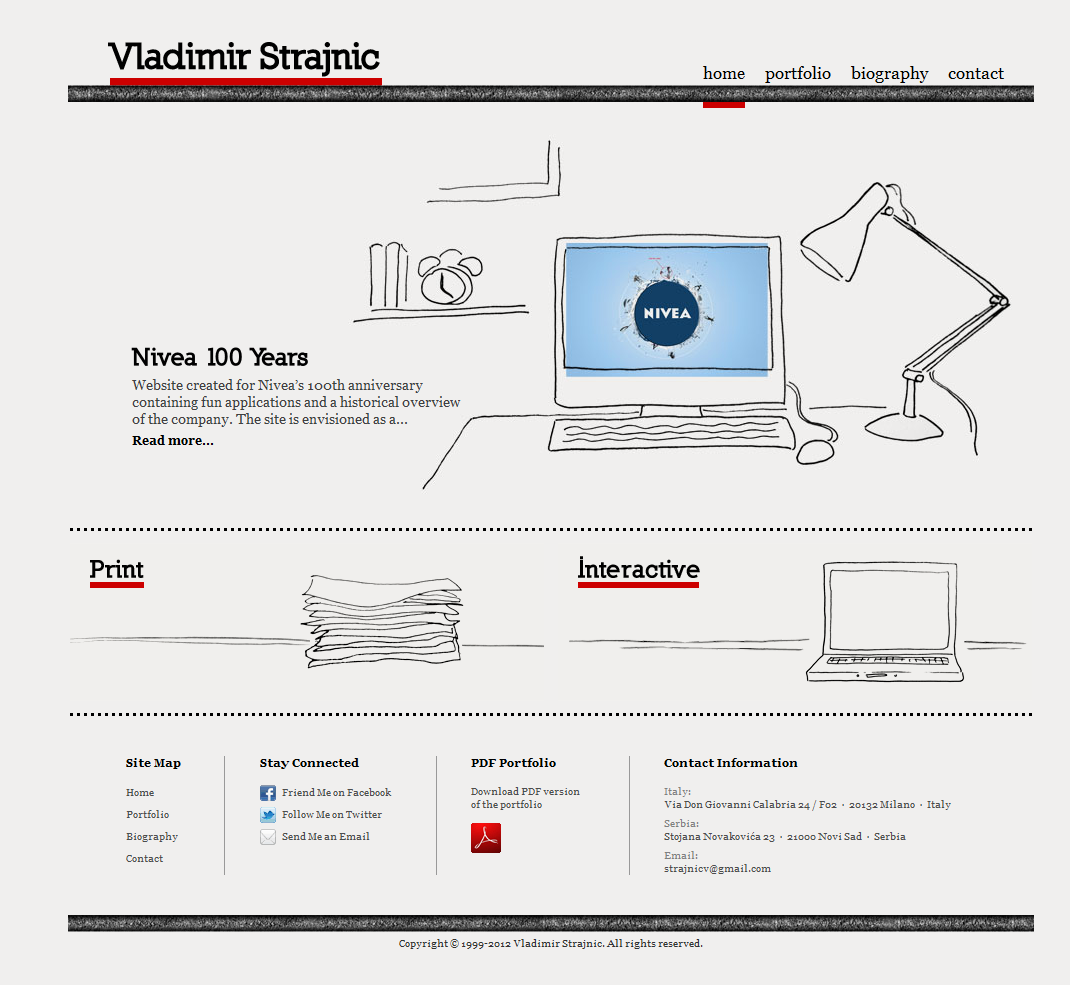 Vladimir Strajnic
home portfolio biography contact
NIVEA
Nivea 100 Years
Website created for Nivea's 100th anniversary
containing fun applications and a historical overview
of the company. The site is envisioned as a...
Read more...
Print
Interactive
Site Map
Home
Portfolio
Biography
Contact
Stay Connected
Friend Me on Facebook
Follow Me on Twitter
Send Me an Email
PDF Portfolio
Download PDF version
of the portfolio
Contact Information
Italy:
Via Don Giovanni Calabria 24 / F02 · 20132 Milano · Italy
Serbia:
Stojana Novakovića 23 · 21000 Novi Sad · Serbia
Email:
strajnicv@gmail.com
Copyright © 1999-2012 Vladimir Strajnic. All rights reserved.